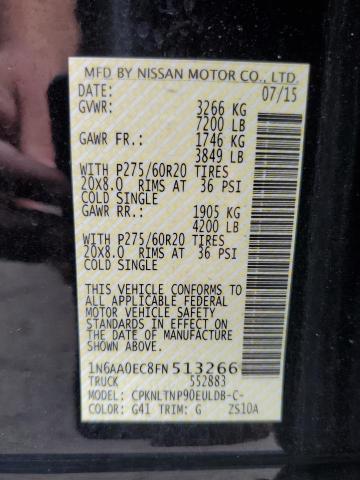 MFD BY NISSAN MOTOR CO., LTD.
DATE: 07/15
GVWR: 3266 KG
7200 LB
GAWR FR.: 1746 KG
3849 LB
WITH P275/60R20 TIRES
20X8.0 RIMS AT 36 PSI
COLD SINGLE
GAWR RR.: 1905 KG
4200 LB
WITH P275/60R20 TIRES
20X8.0 RIMS AT 36 PSI
COLD SINGLE
THIS VEHICLE CONFORMS TO
ALL APPLICABLE FEDERAL
MOTOR VEHICLE SAFETY
STANDARDS IN EFFECT ON
THE DATE OF MANUFACTURE
SHOWN ABOVE.
1N6AA0EC8FN513266
TRUCK 552883
MODEL: CPKNLTNP90EULDB-C-
COLOR: G41 TRIM: G ZS10A